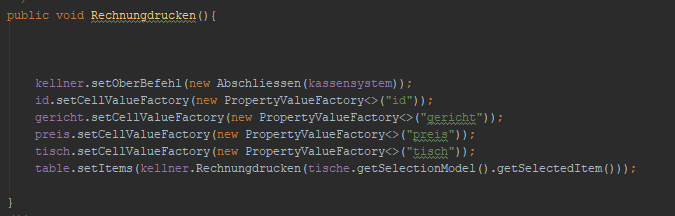 public void Rechnungdrucken(){
kellner.setOberBefehl(new Abschliessen(kassensystem));
id.setCellValueFactory(new PropertyValueFactory<>("id"));
gericht.setCellValueFactory(new PropertyValueFactory<>("gericht"));
preis.setCellValueFactory(new PropertyValueFactory<>("preis"));
tisch.setCellValueFactory(new PropertyValueFactory<>("tisch"));
table.setItems(kellner.Rechnungdrucken(tische.getSelectionModel().getSelectedItem()));
}